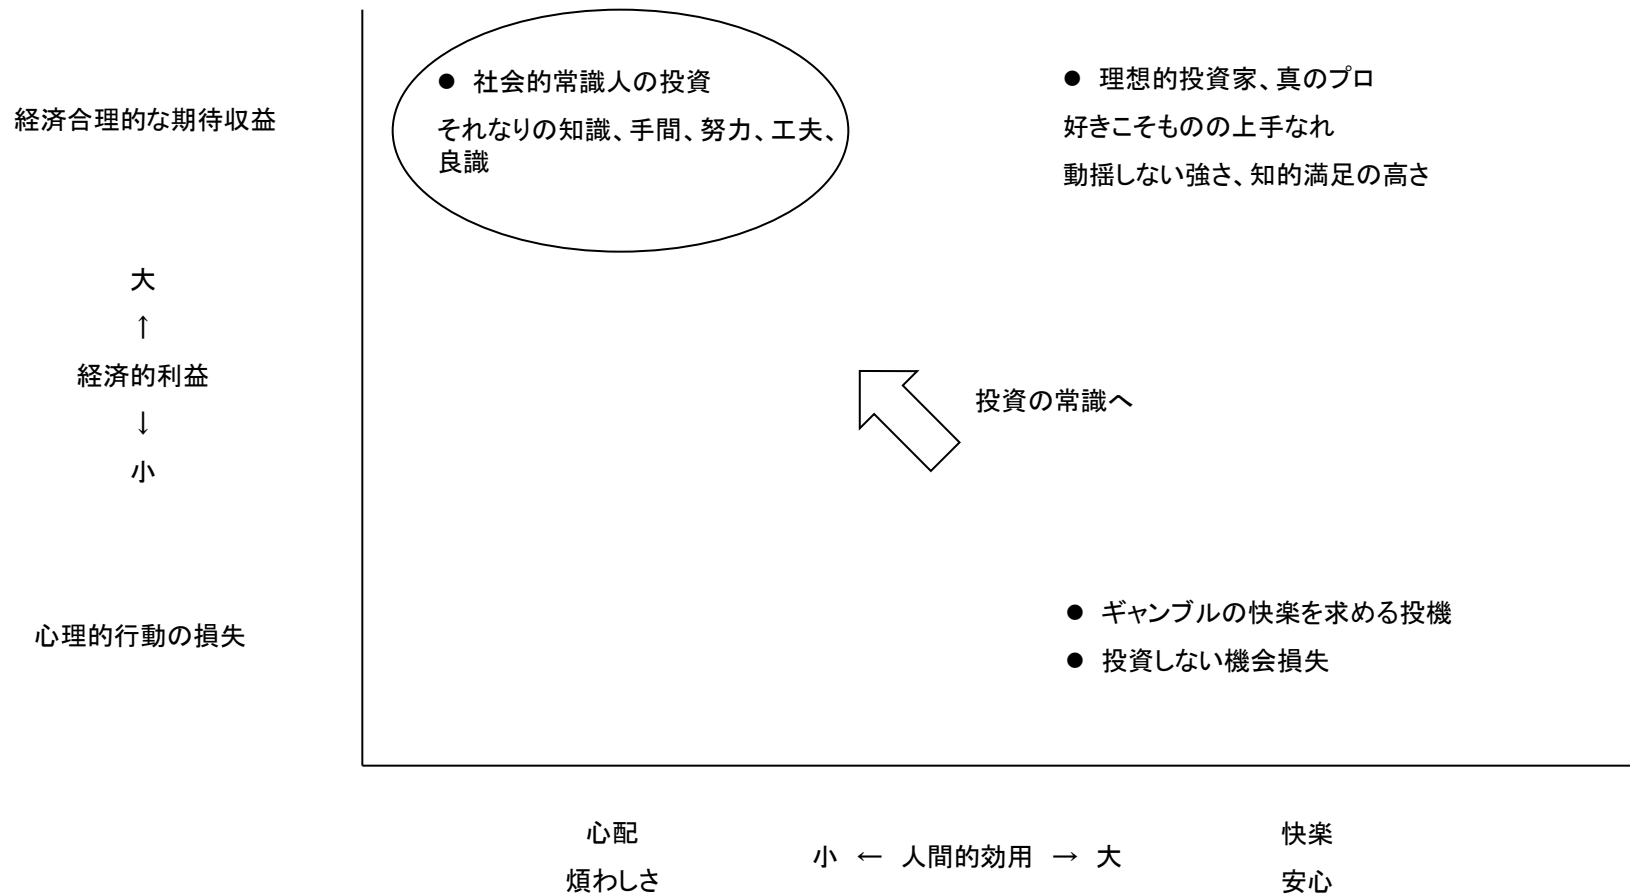 ● 社会的常識人の投資
それなりの知識、手間、努力、工夫、
良識
● 理想的投資家、真のプロ
好きこそものの上手なれ
動揺しない強さ、知的満足の高さ
経済合理的な期待収益
大
↑
経済的利益
↓
小
投資の常識へ
心理的行動の損失
● ギャンブルの快楽を求める投機
● 投資しない機会損失
心配
煩わしさ
小 ← 人間的効用 → 大
快楽
安心